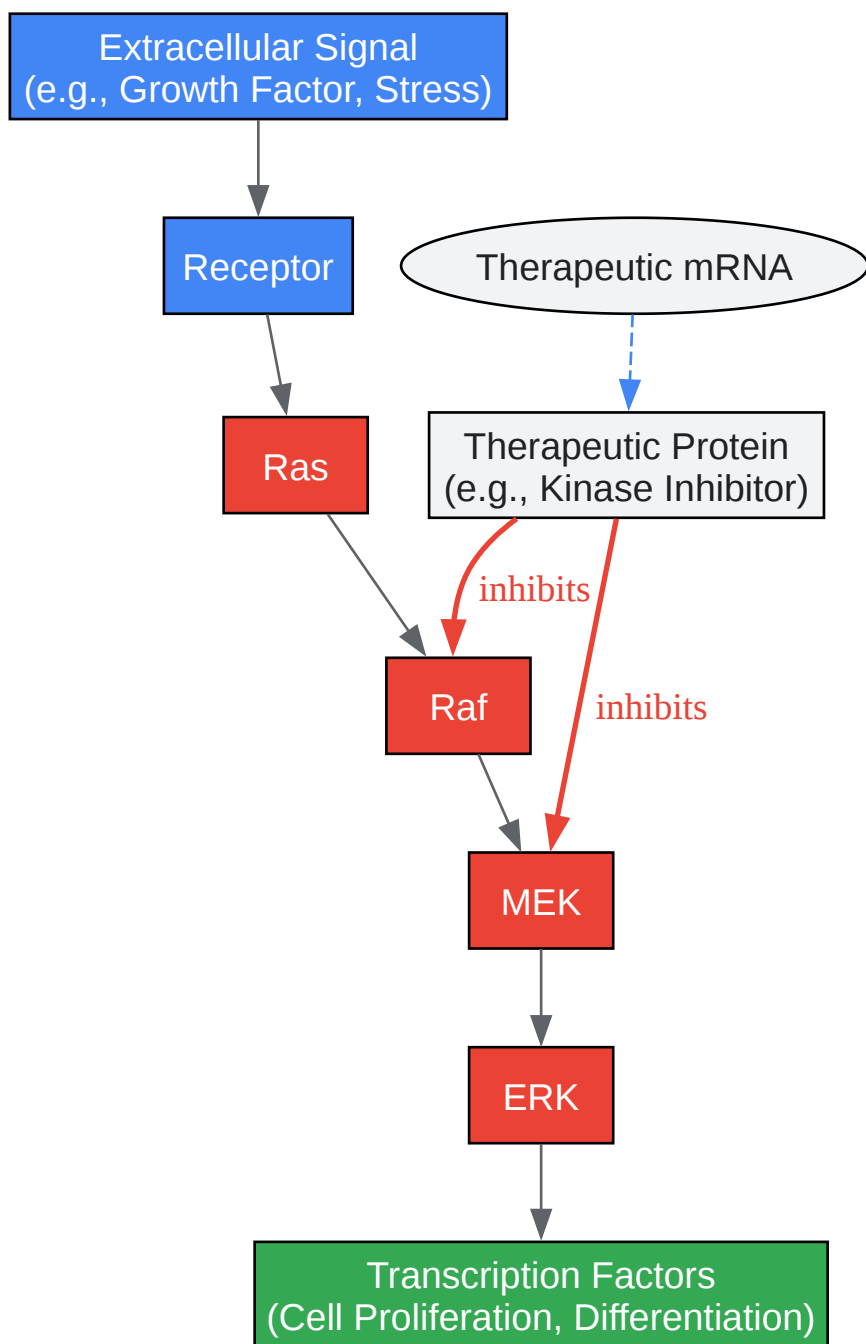 Extracellular Signal
(e.g., Growth Factor, Stress)
Receptor
Therapeutic mRNA
Ras
Therapeutic Protein
(e.g., Kinase Inhibitor)
inhibits
Raf
inhibits
MEK
ERK
Transcription Factors
(Cell Proliferation, Differentiation)